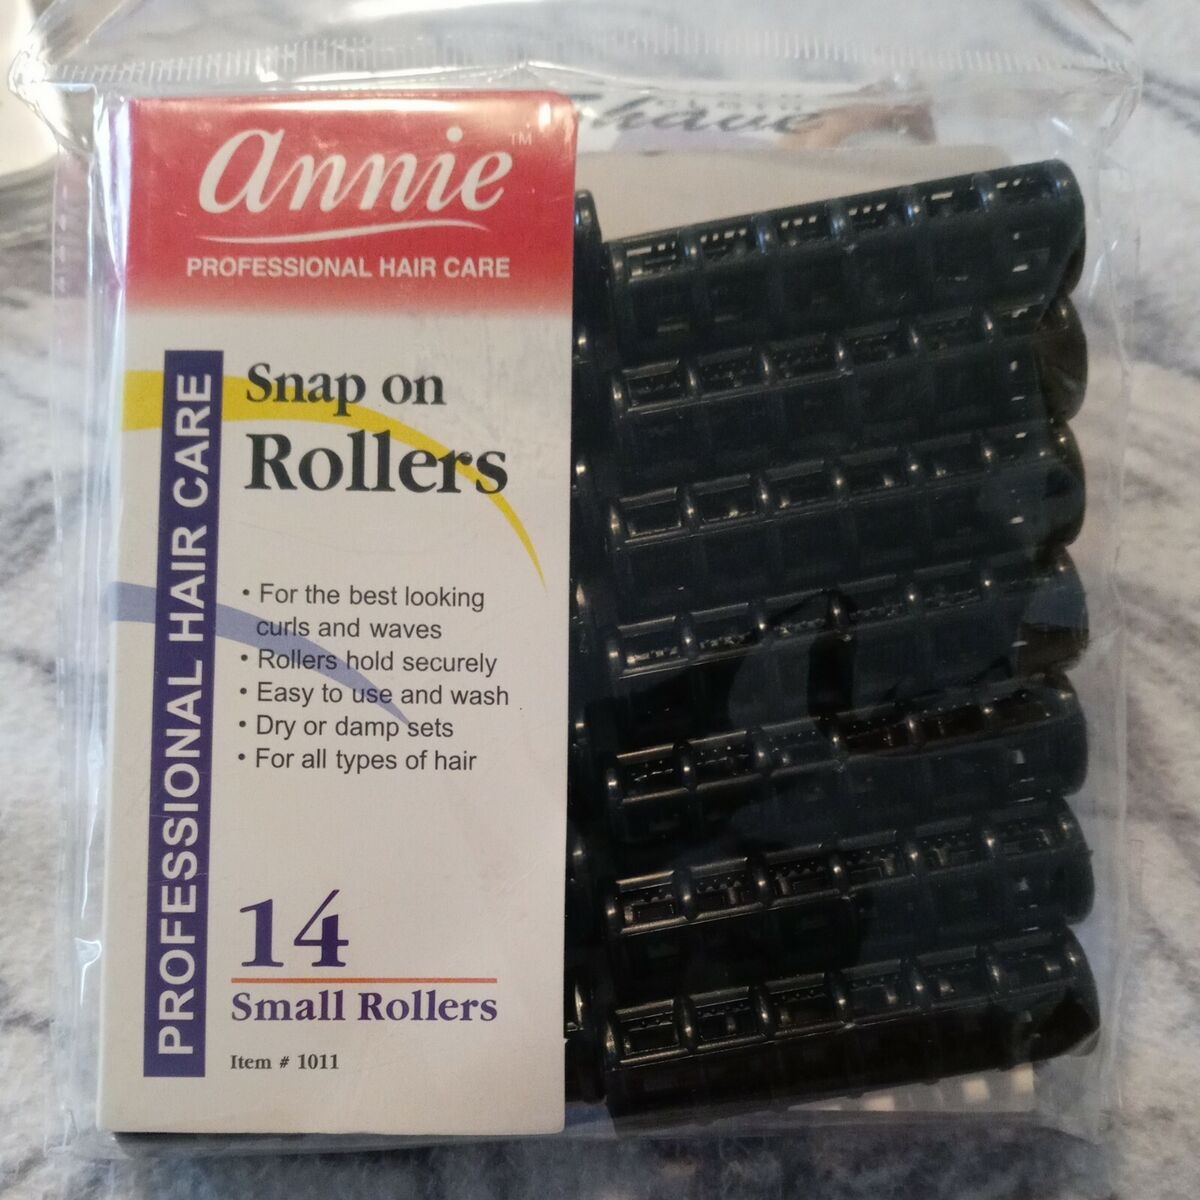 annie™
PROFESSIONAL HAIR CARE
PROFESSIONAL HAIR CARE
Snap on
Rollers
• For the best looking
curls and waves
• Rollers hold securely
• Easy to use and wash
• Dry or damp sets
• For all types of hair
14
Small Rollers
Item # 1011
Shave